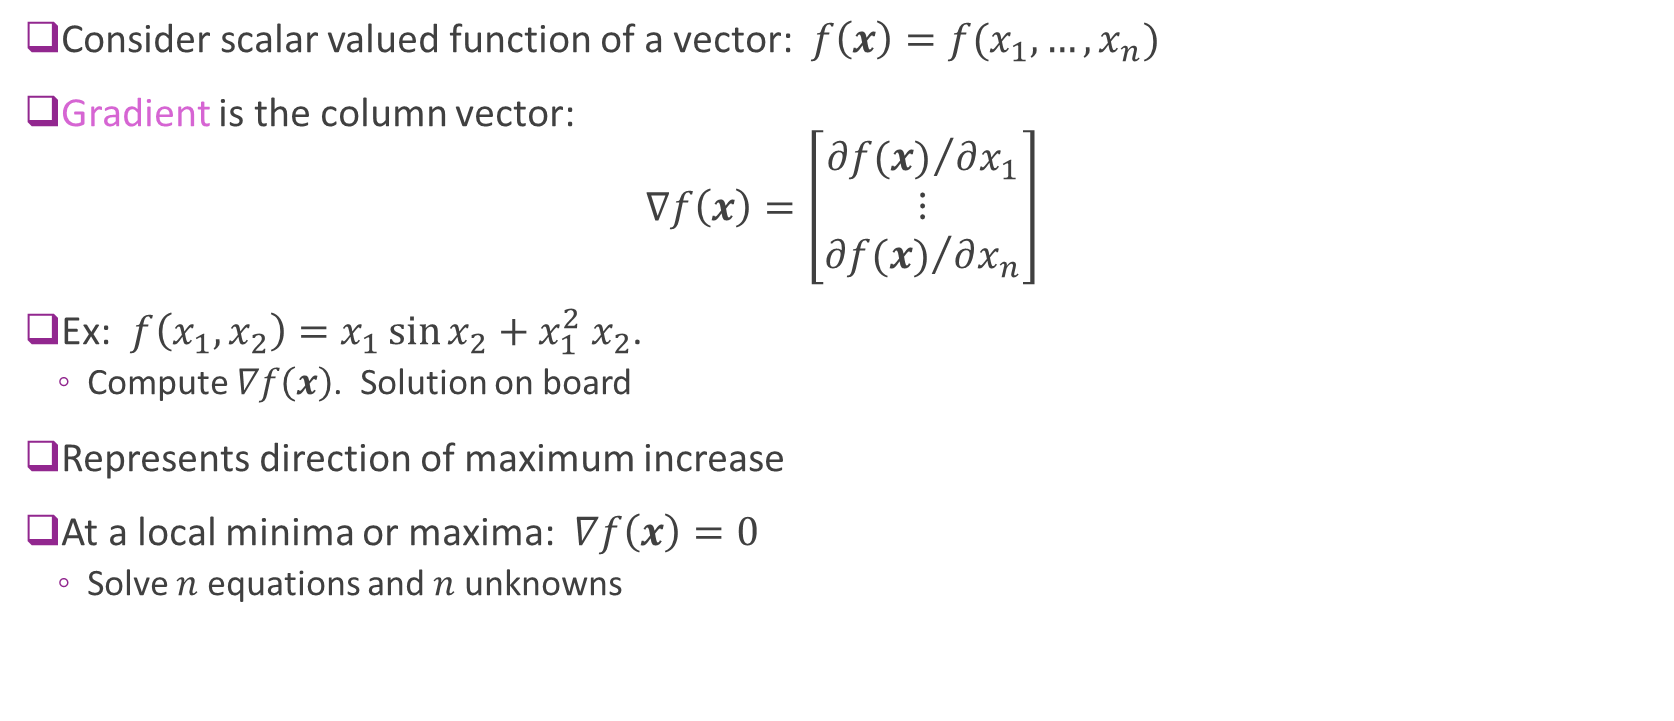 ❑Consider scalar valued function of a vector: f(x) = f(x₁, …, xₙ)
❑Gradient is the column vector:
∇f(x) = [∂f(x)/∂x₁ ⋮ ∂f(x)/∂xₙ]
❑Ex: f(x₁, x₂) = x₁ sin x₂ + x₁² x₂.
◦ Compute ∇f(x). Solution on board
❑Represents direction of maximum increase
❑At a local minima or maxima: ∇f(x) = 0
◦ Solve n equations and n unknowns